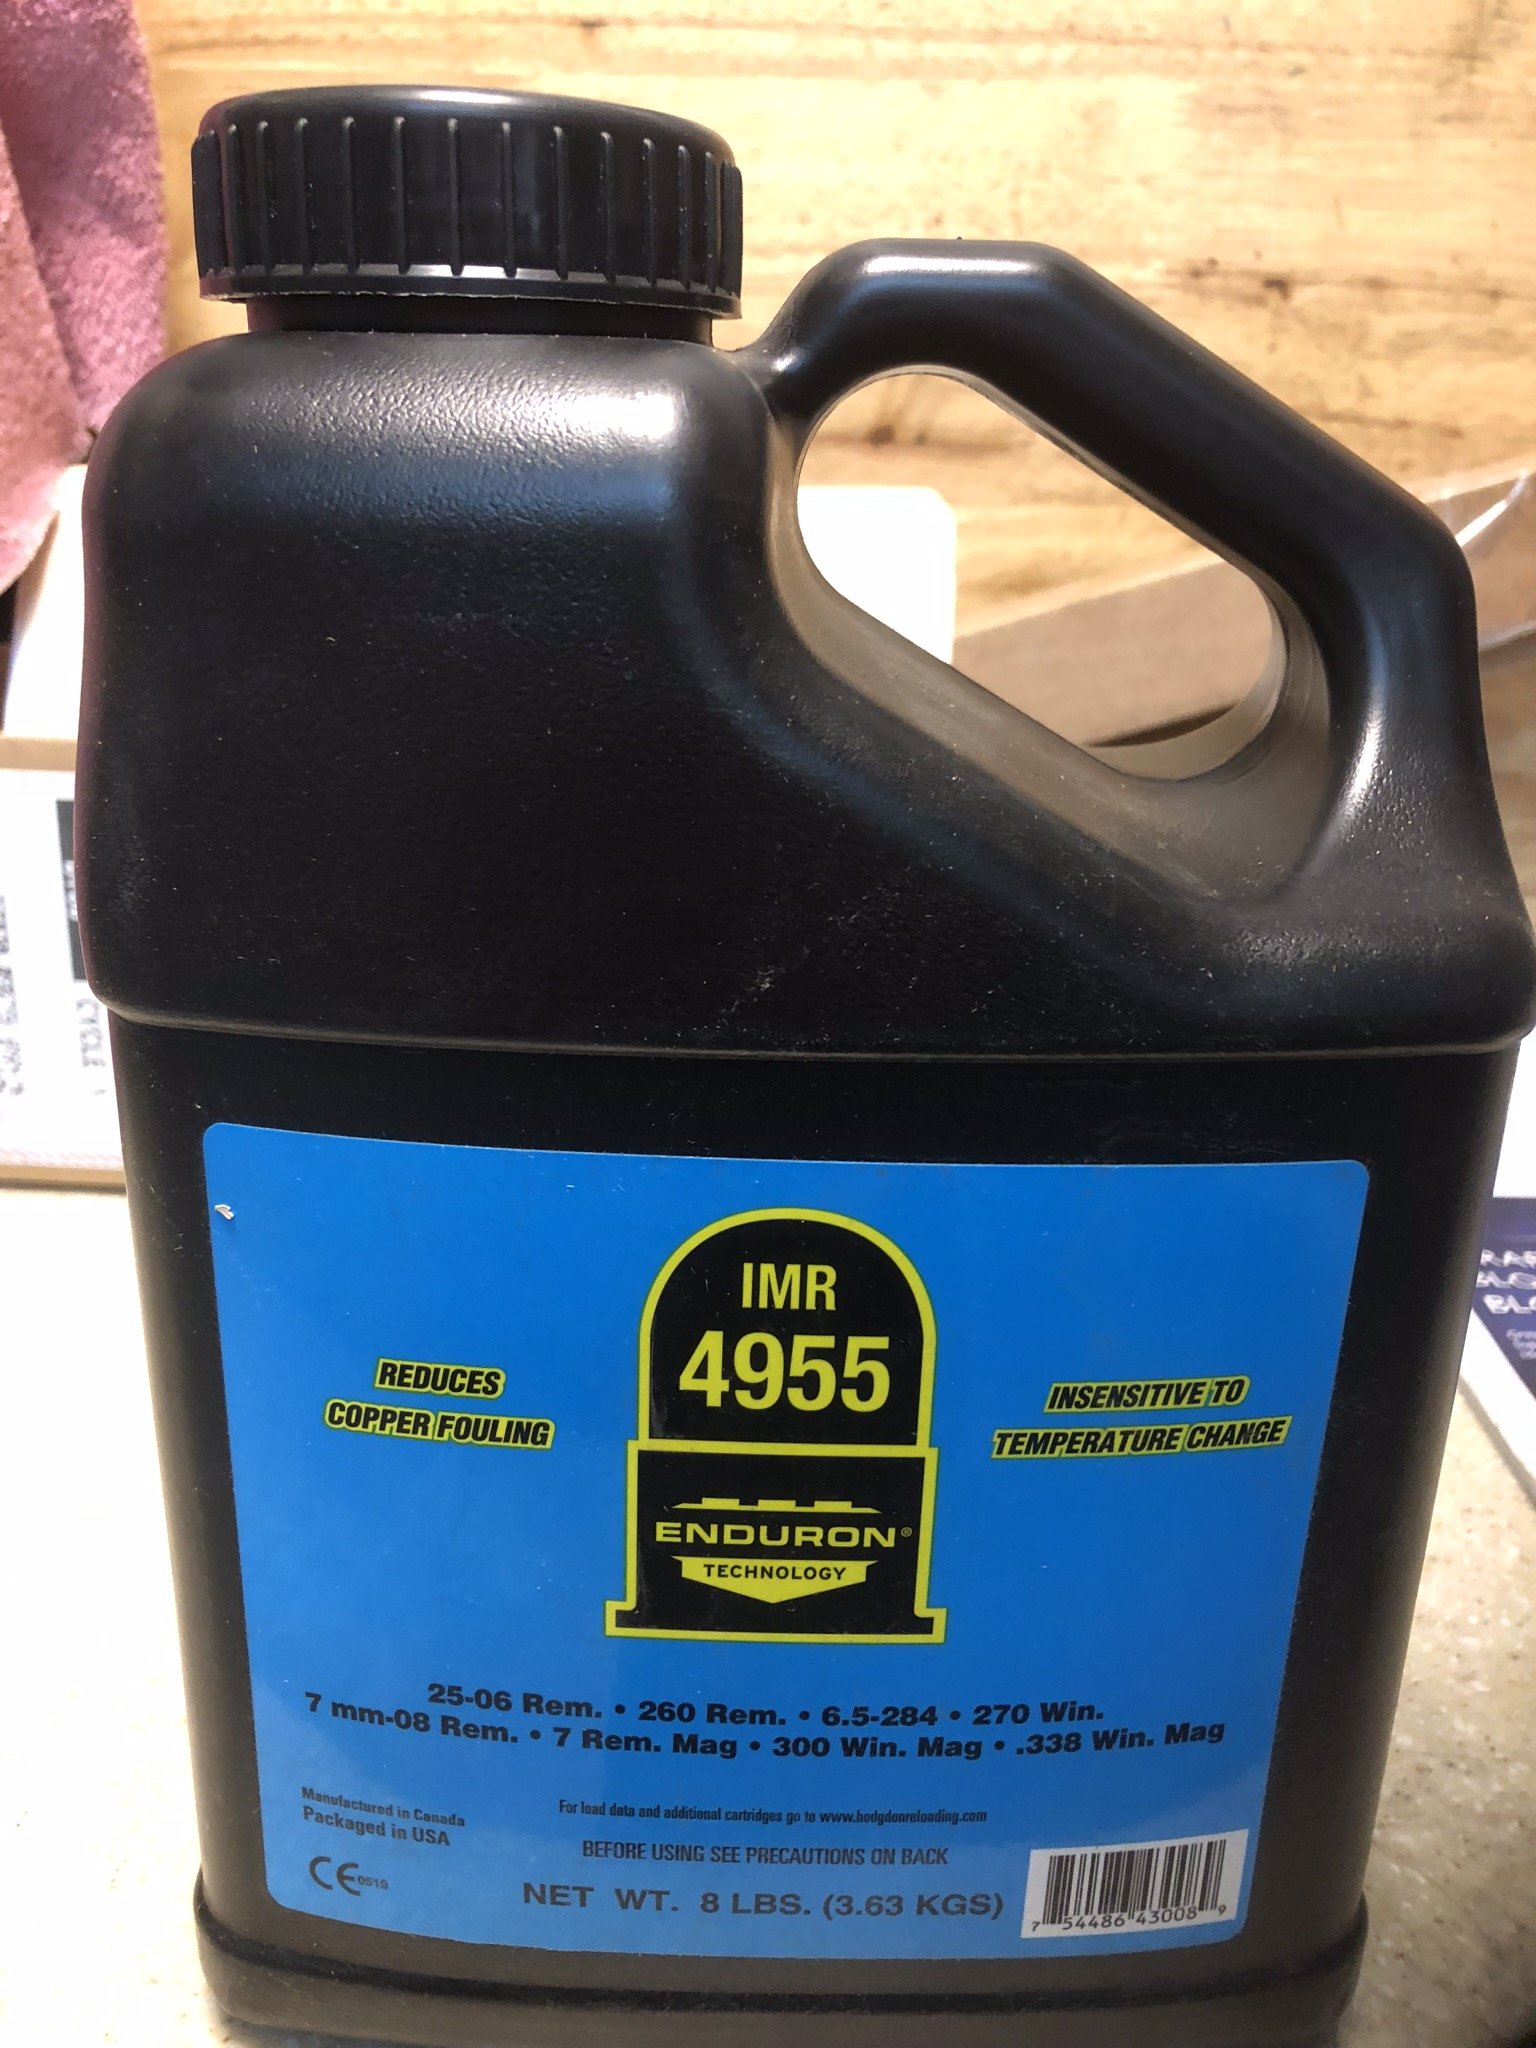 IMR
4955
REDUCES
COPPER FOULING
INSENSITIVE TO
TEMPERATURE CHANGE
ENDURON®
TECHNOLOGY
25-06 Rem. • 260 Rem. • 6.5-284 • 270 Win.
7 mm-08 Rem. • 7 Rem. Mag • 300 Win. Mag • .338 Win. Mag
Manufactured in Canada
Packaged in USA
CE0519
For load data and additional cartridges go to www.hodgdonreloading.com
BEFORE USING SEE PRECAUTIONS ON BACK
NET WT. 8 LBS. (3.63 KGS)
7 54486 43008 9